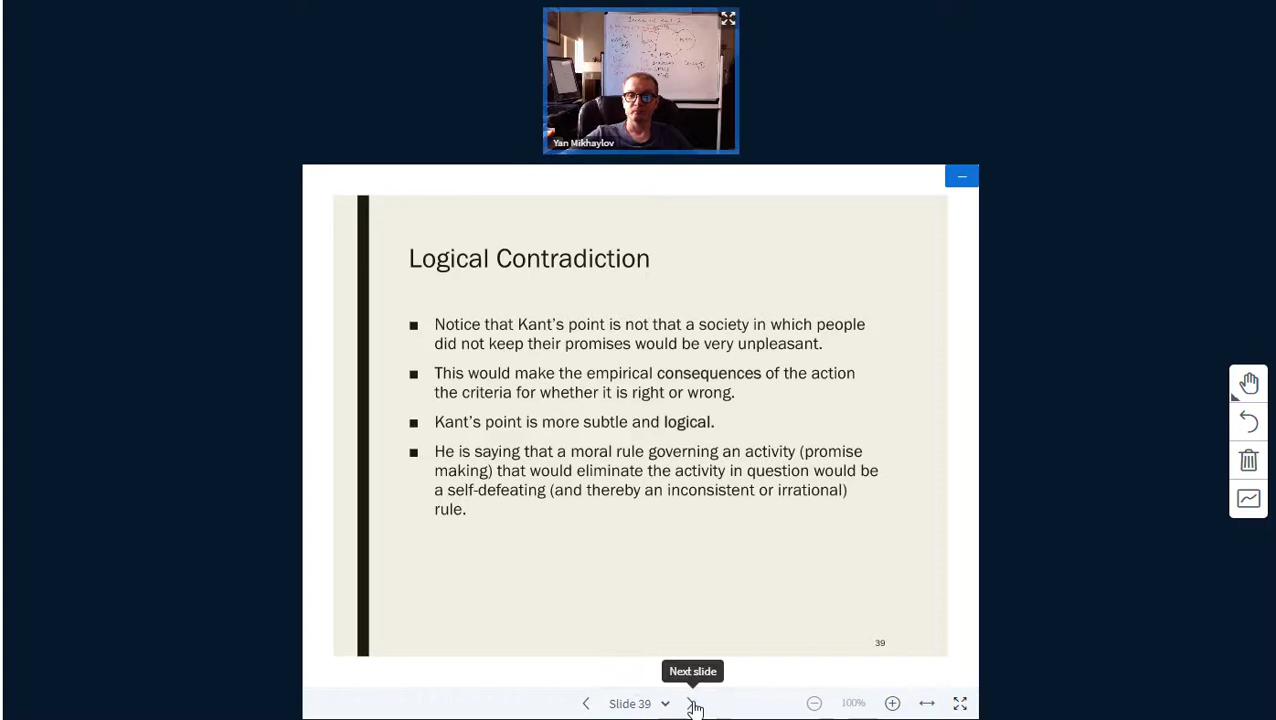 Yan Mikhaylov
Logical Contradiction
■ Notice that Kant's point is not that a society in which people
did not keep their promises would be very unpleasant.
■ This would make the empirical consequences of the action
the criteria for whether it is right or wrong.
■ Kant's point is more subtle and logical.
■ He is saying that a moral rule governing an activity (promise
making) that would eliminate the activity in question would be
a self-defeating (and thereby an inconsistent or irrational)
rule.
39
Next slide
Slide 39
100%